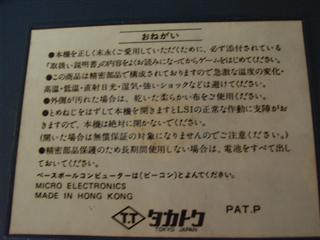 おねがい
●本機を正しく末永くご愛用していただくために、必ず添付されている
「取扱い説明書」の内容をよくお読みになってからゲームをはじめてください。
●この商品は精密部品で構成されておりますので急激な温度の変化・
高温・低温・直射日光・湿気・強いショックなどは避けてください。
●外側が汚れた場合は、乾いた柔らかい布をご使用ください。
●とめねじをはずして本機を開きますとLSIの正常な作動に支障がお
きますので、本機は絶対に開かないでください。
(開いた場合は無償保証の対象になりませんのでご注意ください。)
●精密部品保護のため長期間使用しない場合は、電池をすべて出し
ておいてください。
ベースボールコンピューターは(ピーコン)とよんでください。
MICRO ELECTRONICS
MADE IN HONG KONG
T.T タカトク PAT.P
TOKYO JAPAN